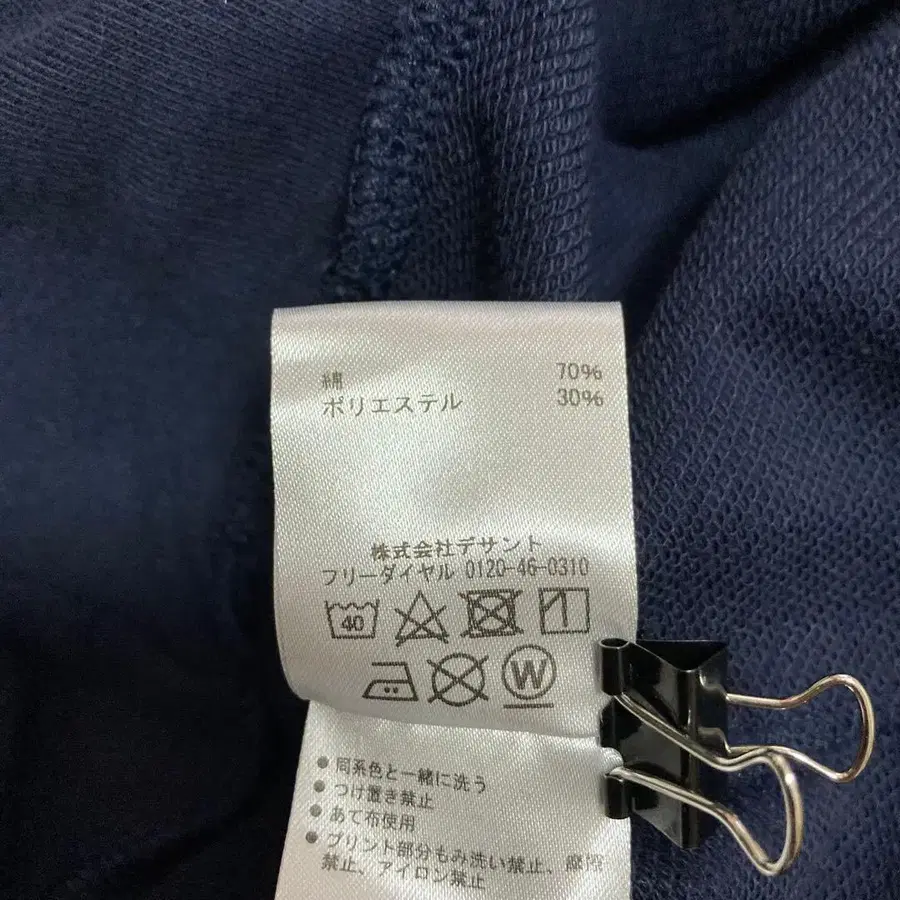 綿 70%
ポリエステル 30%
株式会社デサント
フリーダイヤル 0120-46-0310
40
W
● 同系色と一緒に洗う
● つけ置き禁止
● あて布使用
● プリント部分もみ洗い禁止、摩擦
禁止、アイロン禁止